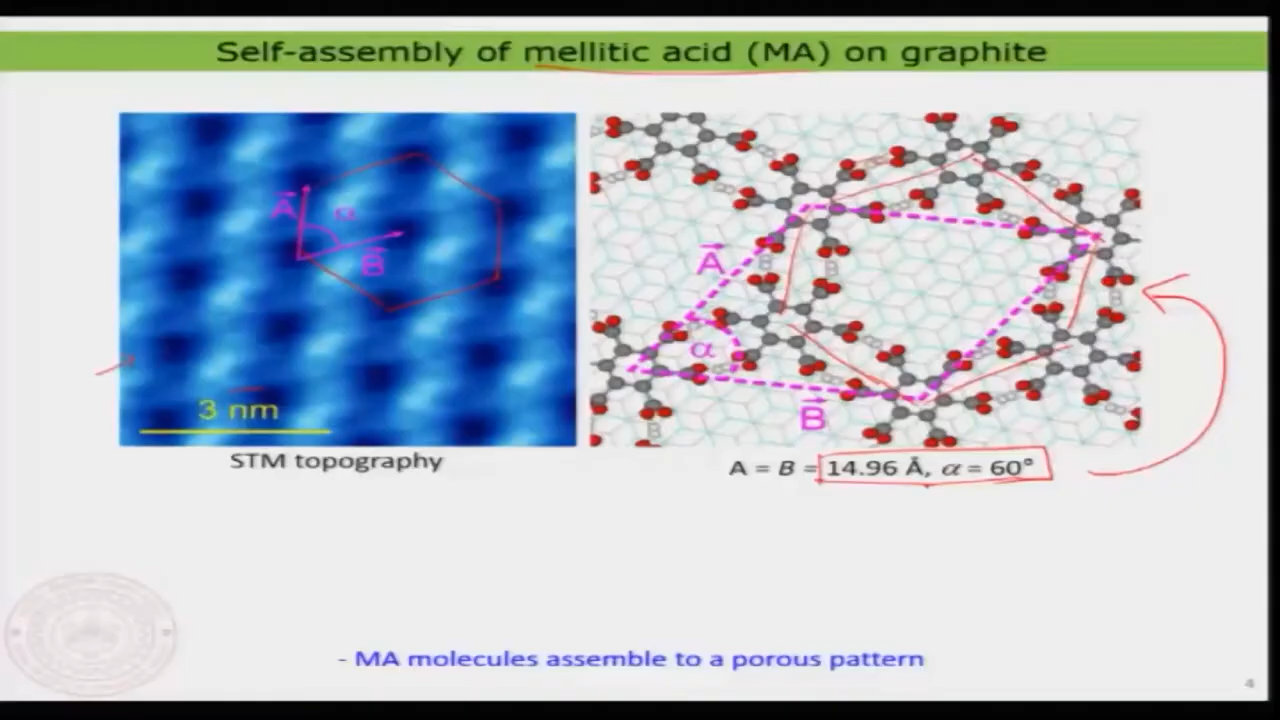 Self-assembly of mellitic acid (MA) on graphite
A
α
B
3 nm
A
α
B
STM topography
A = B = 14.96 Å, α = 60°
- MA molecules assemble to a porous pattern
4